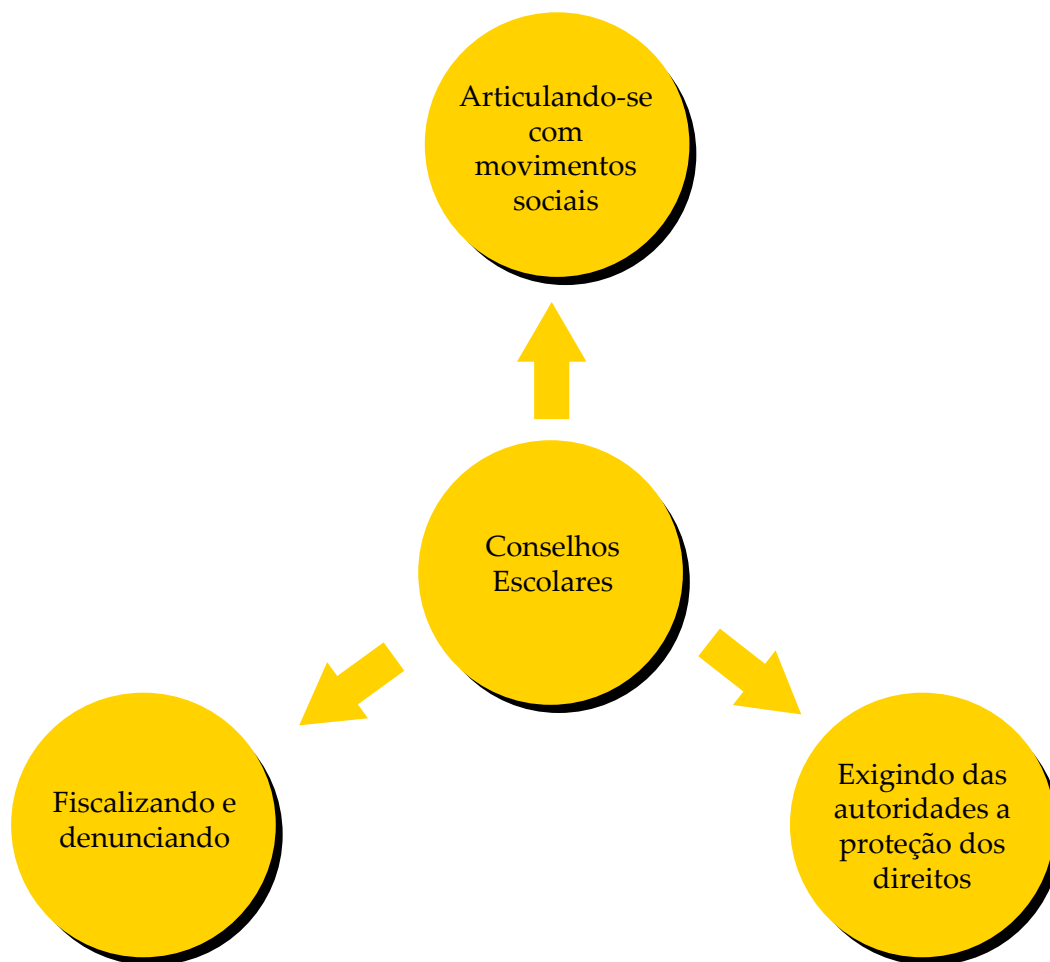 Articulando-se
com
movimentos
sociais
Conselhos
Escolares
Fiscalizando e
denunciando
Exigindo das
autoridades a
proteção dos
direitos